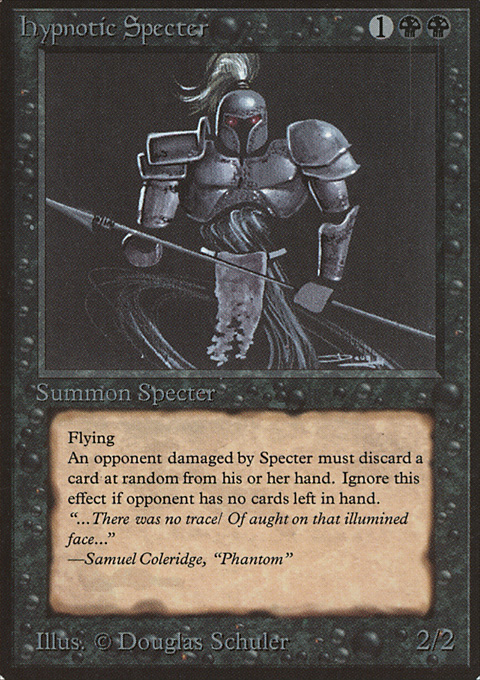 Hypnotic Specter 1
Summon Specter
Flying
An opponent damaged by Specter must discard a
card at random from his or her hand. Ignore this
effect if opponent has no cards left in hand.
“...There was no trace/ Of aught on that illumined
face...”
—Samuel Coleridge, “Phantom”
Illus. © Douglas Schuler 2/2